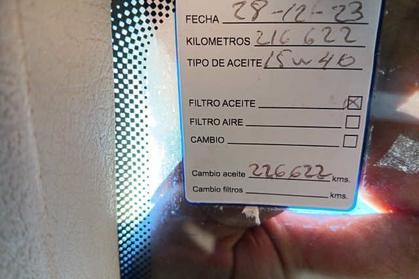 FECHA 28-12-23
KILOMETROS 216622
TIPO DE ACEITE 15w40
FILTRO ACEITE
FILTRO AIRE
CAMBIO
Cambio aceite 226622 kms.
Cambio filtros kms.